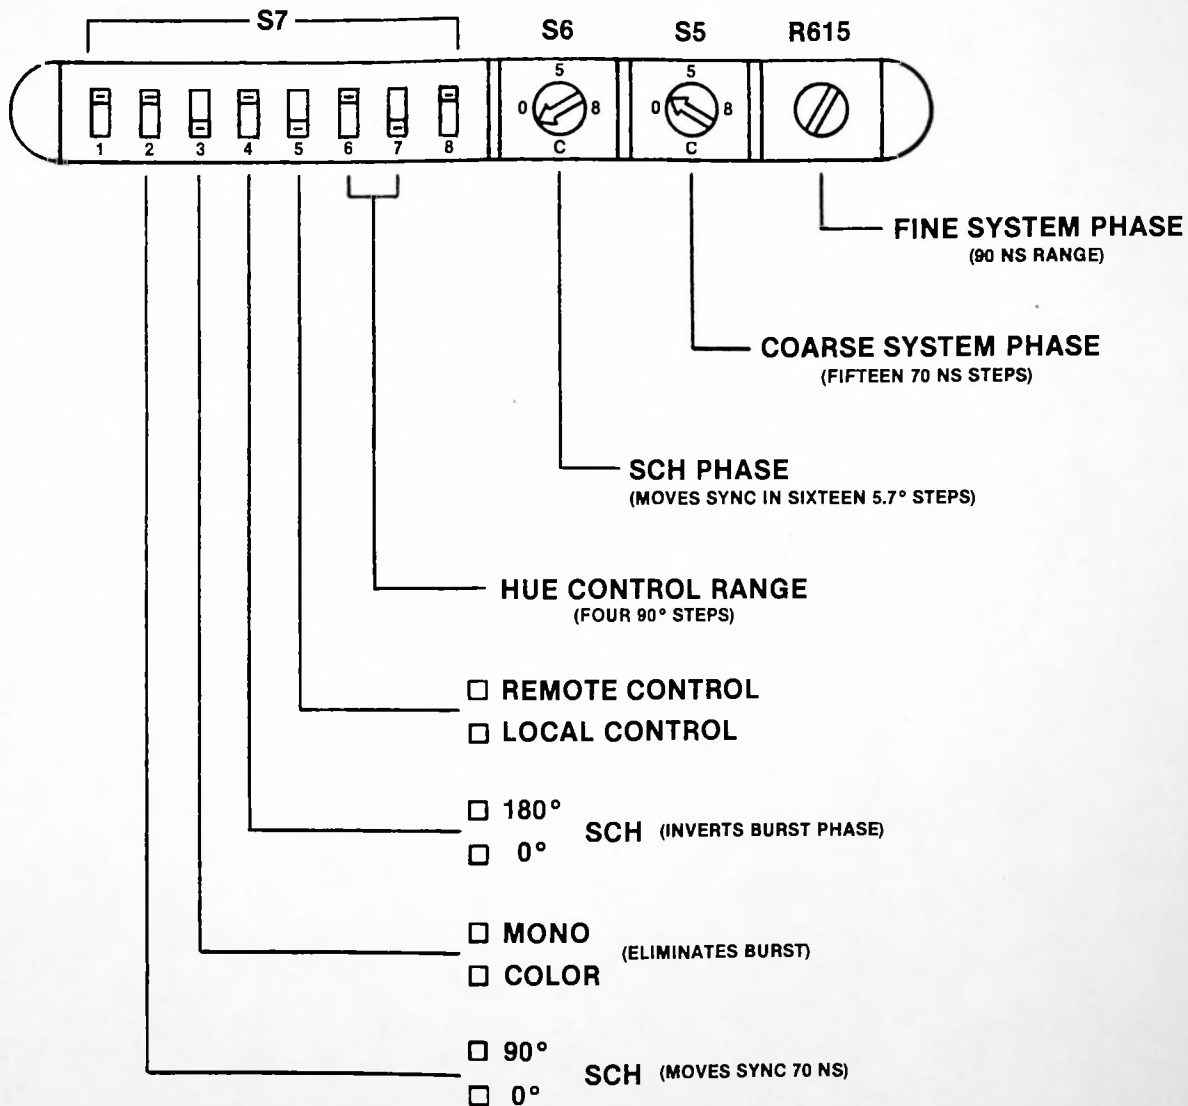 S7
S6 S5 R615
5 5
0 8 0 8
C C
1 2 3 4 5 6 7 8
FINE SYSTEM PHASE
(90 NS RANGE)
COARSE SYSTEM PHASE
(FIFTEEN 70 NS STEPS)
SCH PHASE
(MOVES SYNC IN SIXTEEN 5.7° STEPS)
HUE CONTROL RANGE
(FOUR 90° STEPS)
REMOTE CONTROL
LOCAL CONTROL
180°
SCH (INVERTS BURST PHASE)
0°
MONO
(ELIMINATES BURST)
COLOR
90°
SCH (MOVES SYNC 70 NS)
0°